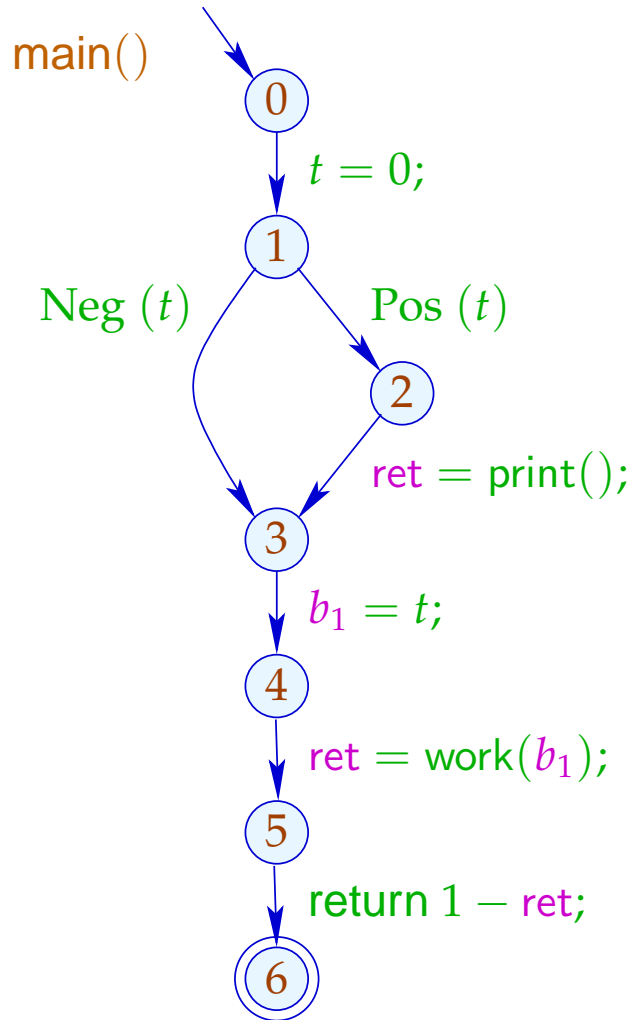 main()
0
t = 0;
1
Neg (t)
Pos (t)
2
ret = print();
3
b₁ = t;
4
ret = work(b₁);
5
return 1 − ret;
6